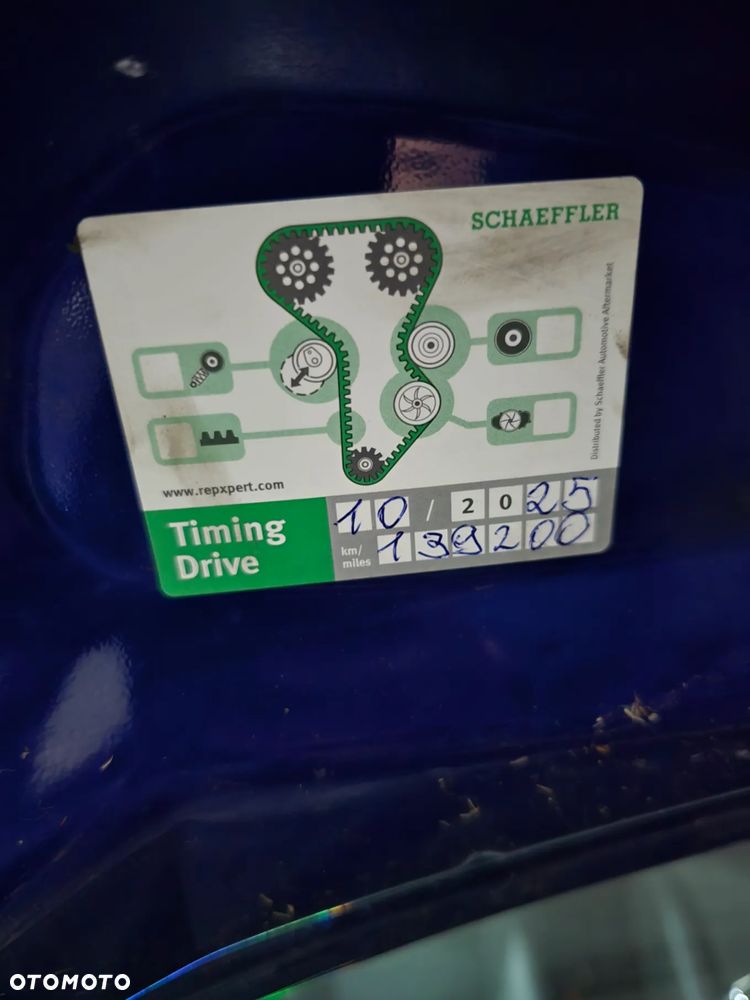 SCHAEFFLER
Distributed by Schaeffler Automotive Aftermarket
www.repxpert.com
Timing
Drive
10 / 2025
km/
miles
139200
OTOMOTO